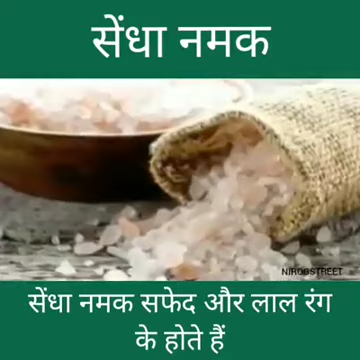 सेंधा नमक
NIROGSTREET
सेंधा नमक सफेद और लाल रंग
के होते हैं